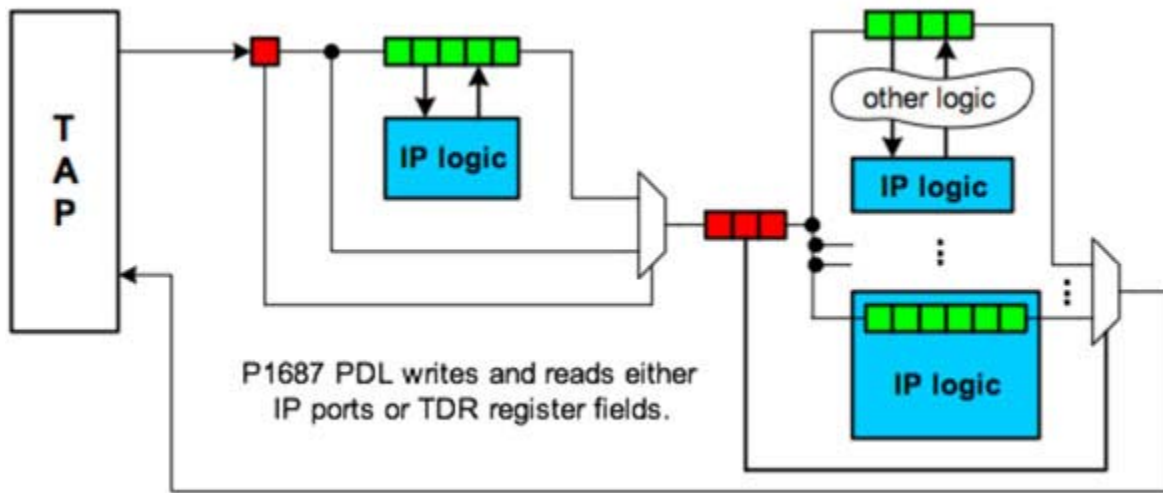 T
A
P
IP logic
other logic
IP logic
IP logic
P1687 PDL writes and reads either
IP ports or TDR register fields.